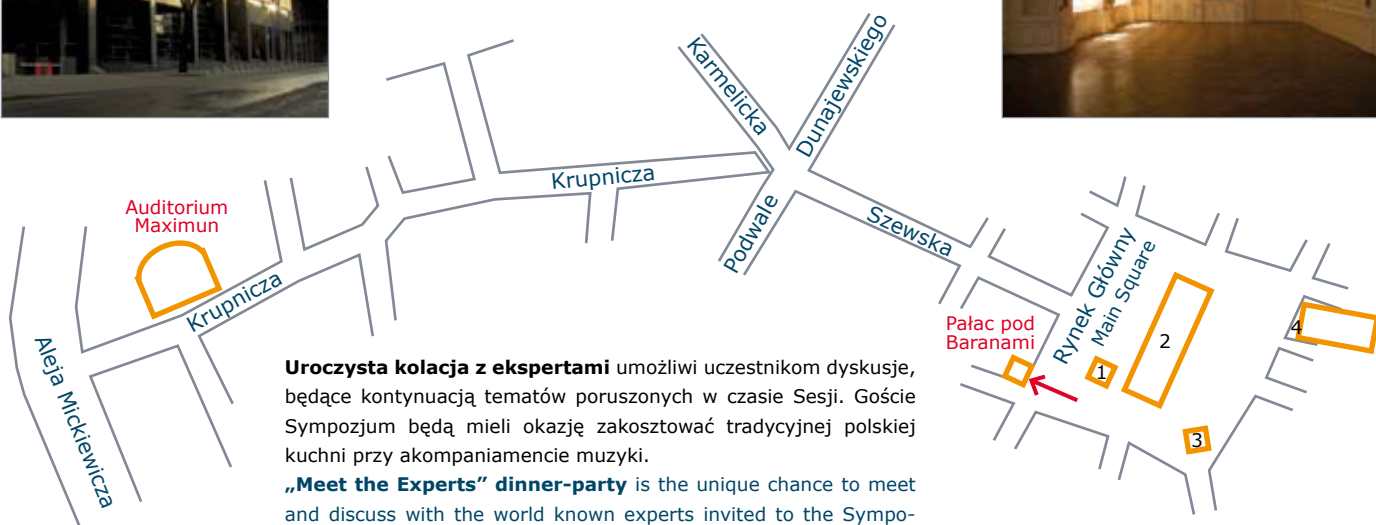 Karmelicka
Dunajewskiego
Krupnicza
Auditorium
Maximun
Podwale
Szewska
Krupnicza
Rynek Główny
Main Square
Pałac pod
Baranami
1
2
3
4
Aleja Mickiewicza
Uroczysta kolacja z ekspertami umożliwi uczestnikom dyskusje,
będące kontynuacją tematów poruszonych w czasie Sesji. Goście
Sympozjum będą mieli okazję zakosztować tradycyjnej polskiej
kuchni przy akompaniamencie muzyki.
„Meet the Experts” dinner-party is the unique chance to meet
and discuss with the world known experts invited to the Sympo-